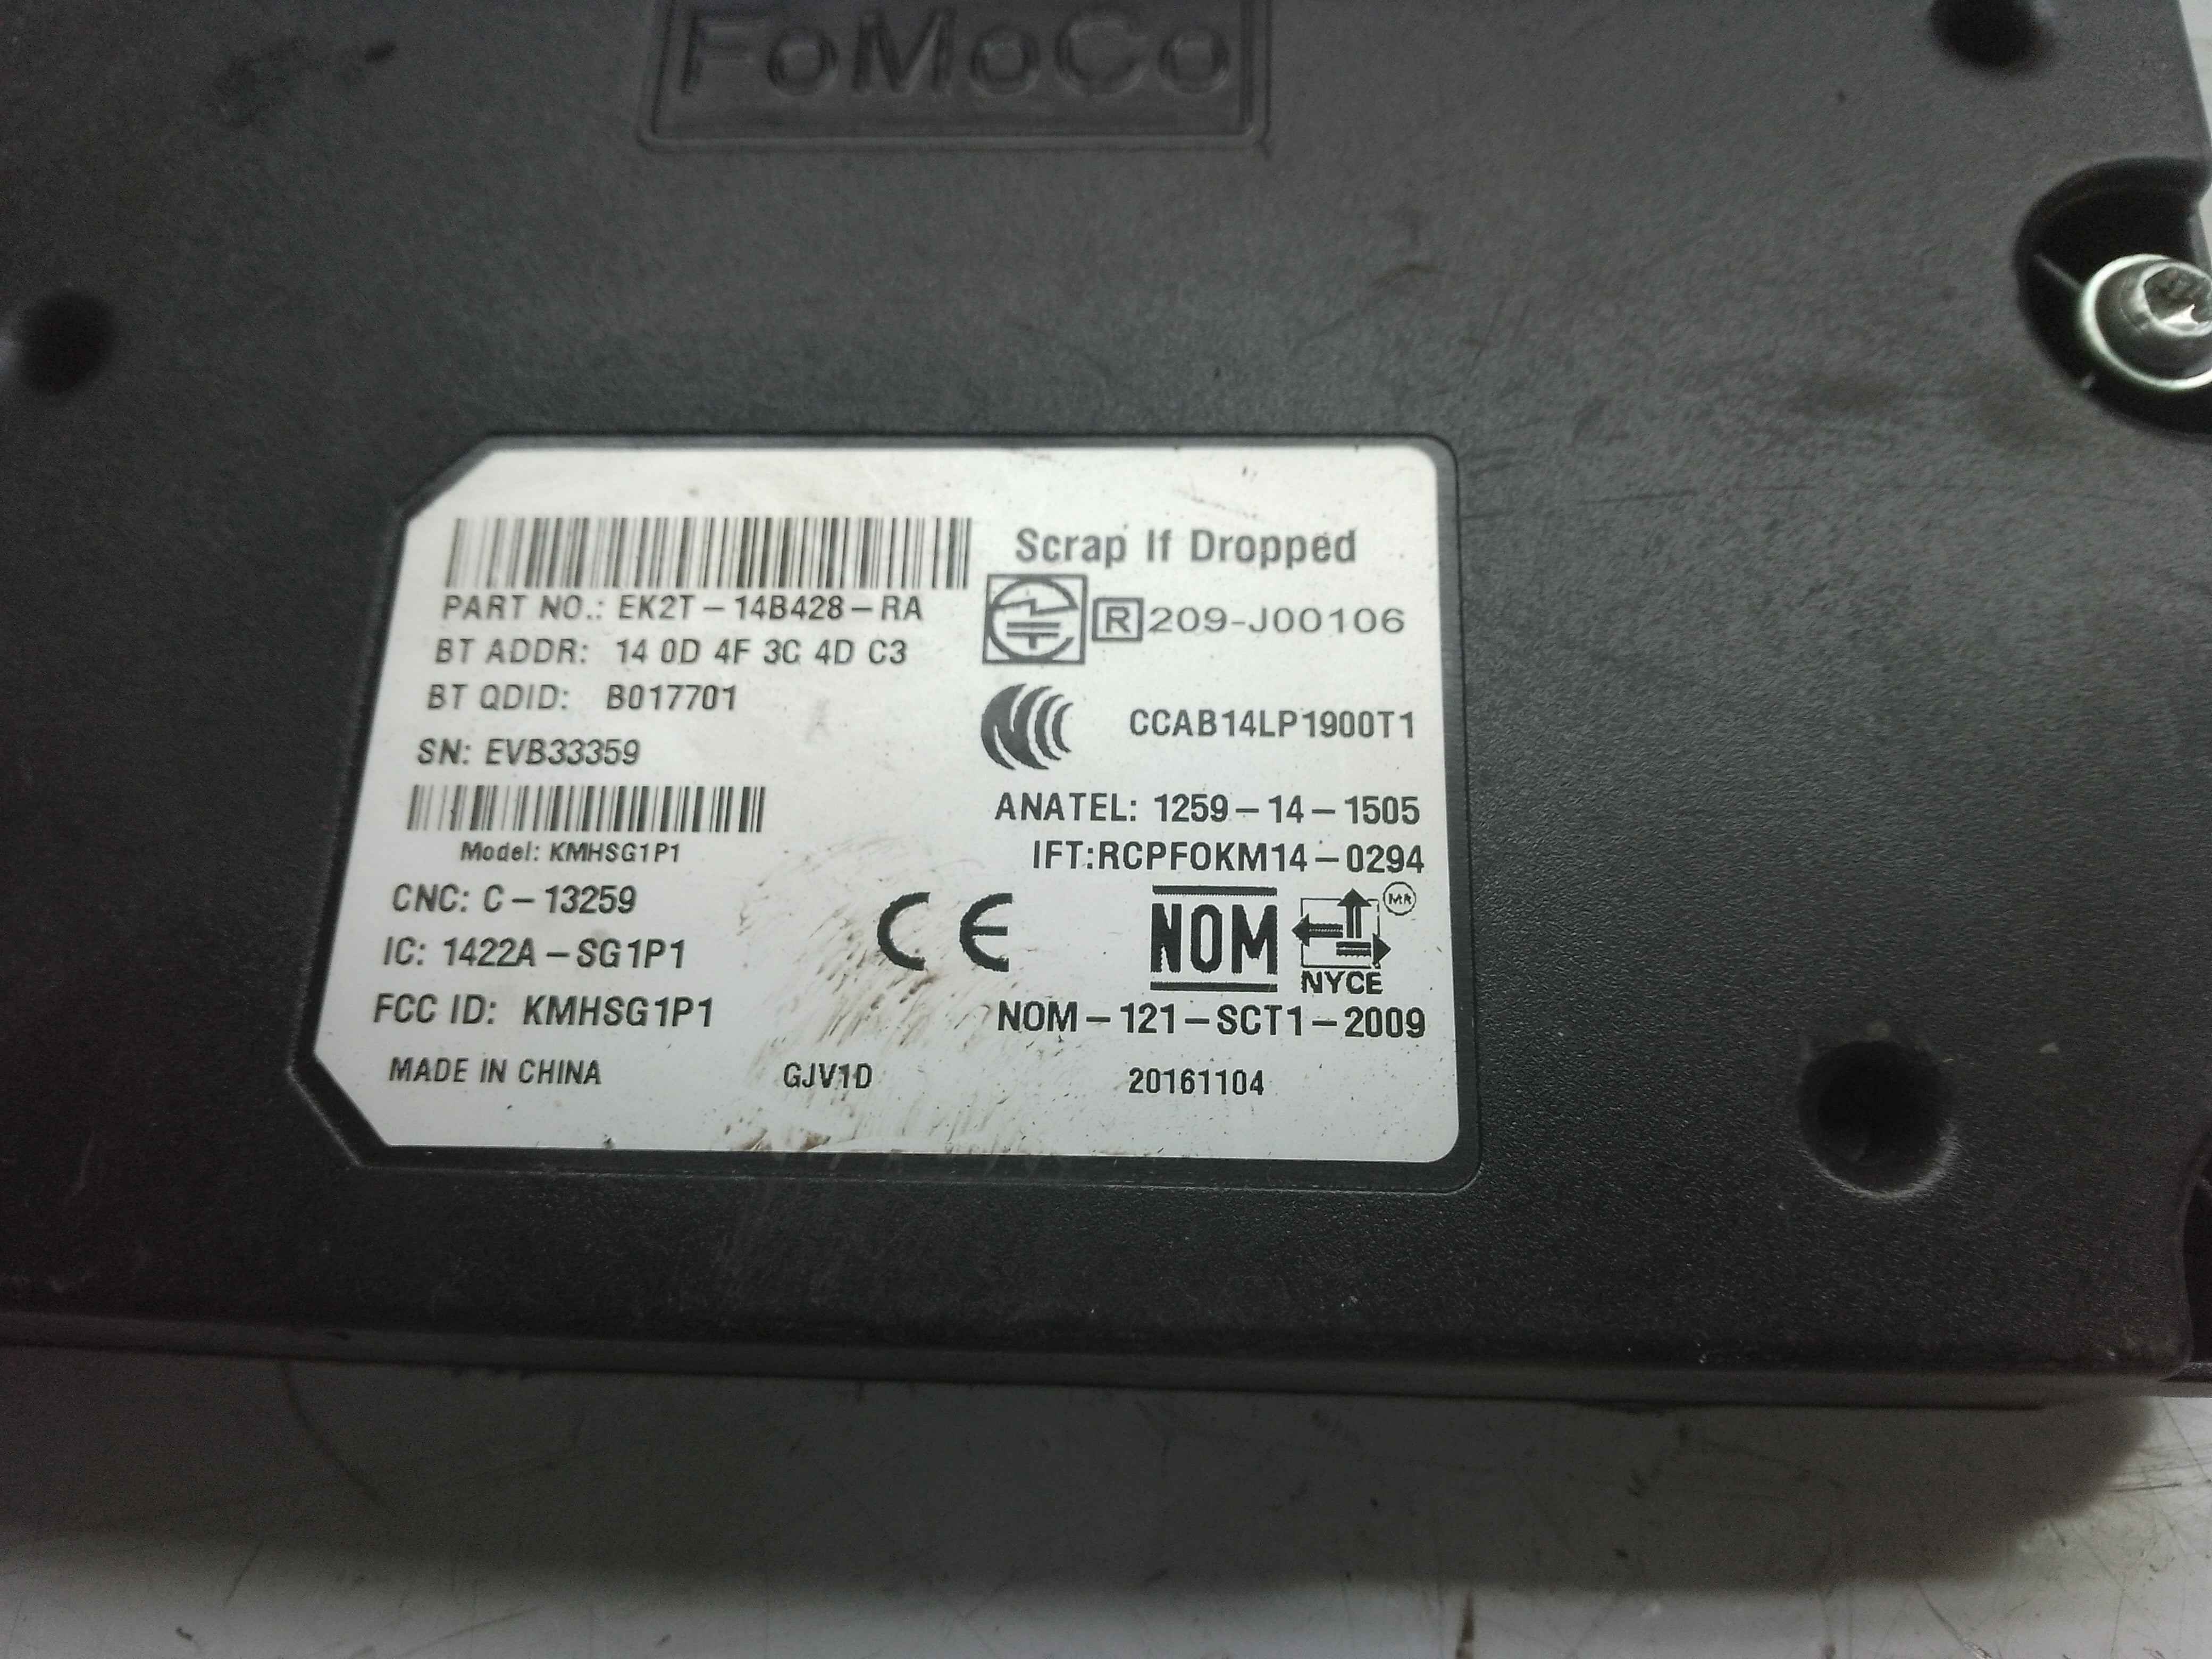 FoMoCo
Scrap If Dropped
PART NO.: EK2T-14B428-RA
R 209-J00106
BT ADDR: 14 0D 4F 3C 4D C3
BT QDID: B017701
CCAB14LP1900T1
SN: EVB33359
ANATEL: 1259-14-1505
Model: KMHSG1P1
IFT:RCPFOKM14-0294
CNC: C-13259
CE
NOM
MR
IC: 1422A-SG1P1
NYCE
FCC ID: KMHSG1P1
NOM-121-SCT1-2009
MADE IN CHINA
GJV1D
20161104